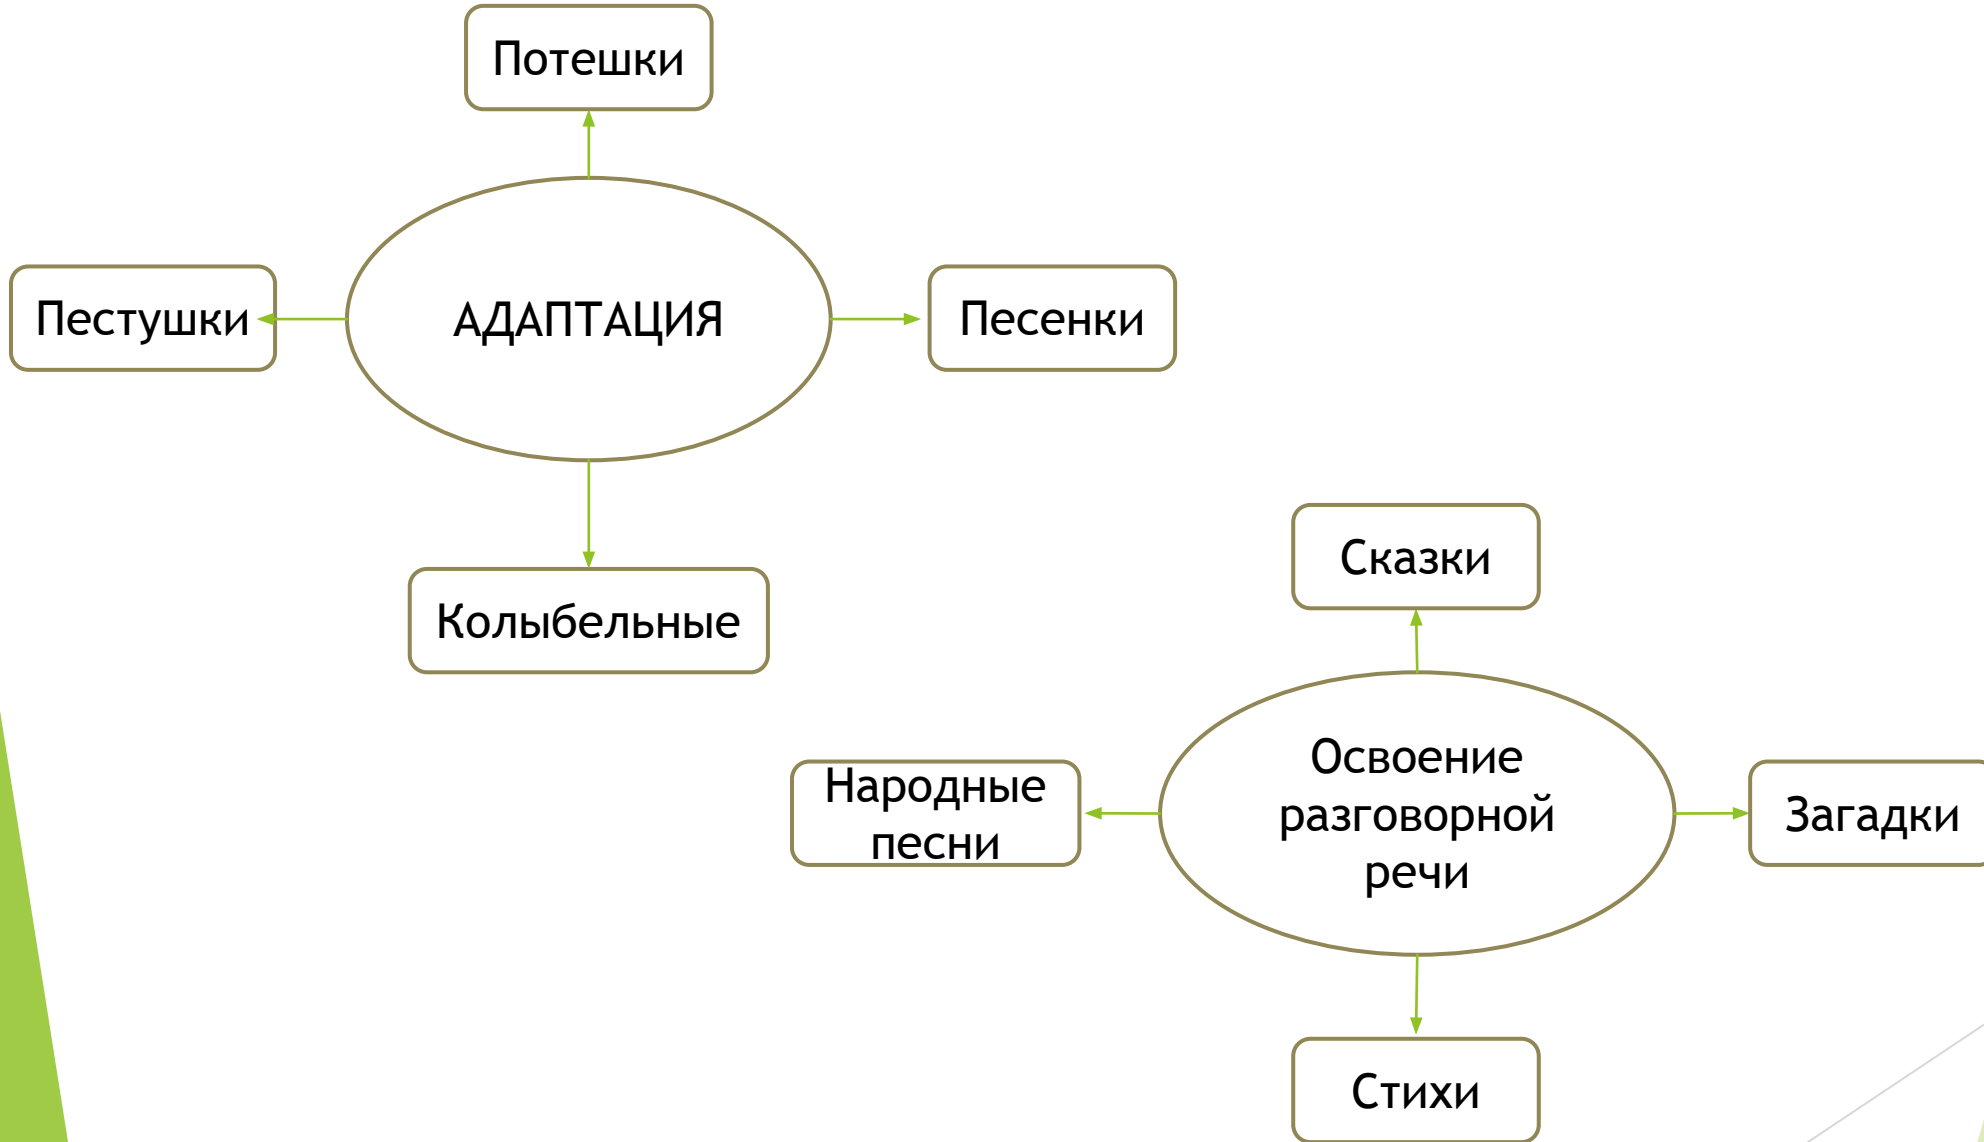 Потешки
Пестушки
АДАПТАЦИЯ
Песенки
Колыбельные
Сказки
Народные
песни
Освоение
разговорной
речи
Загадки
Стихи